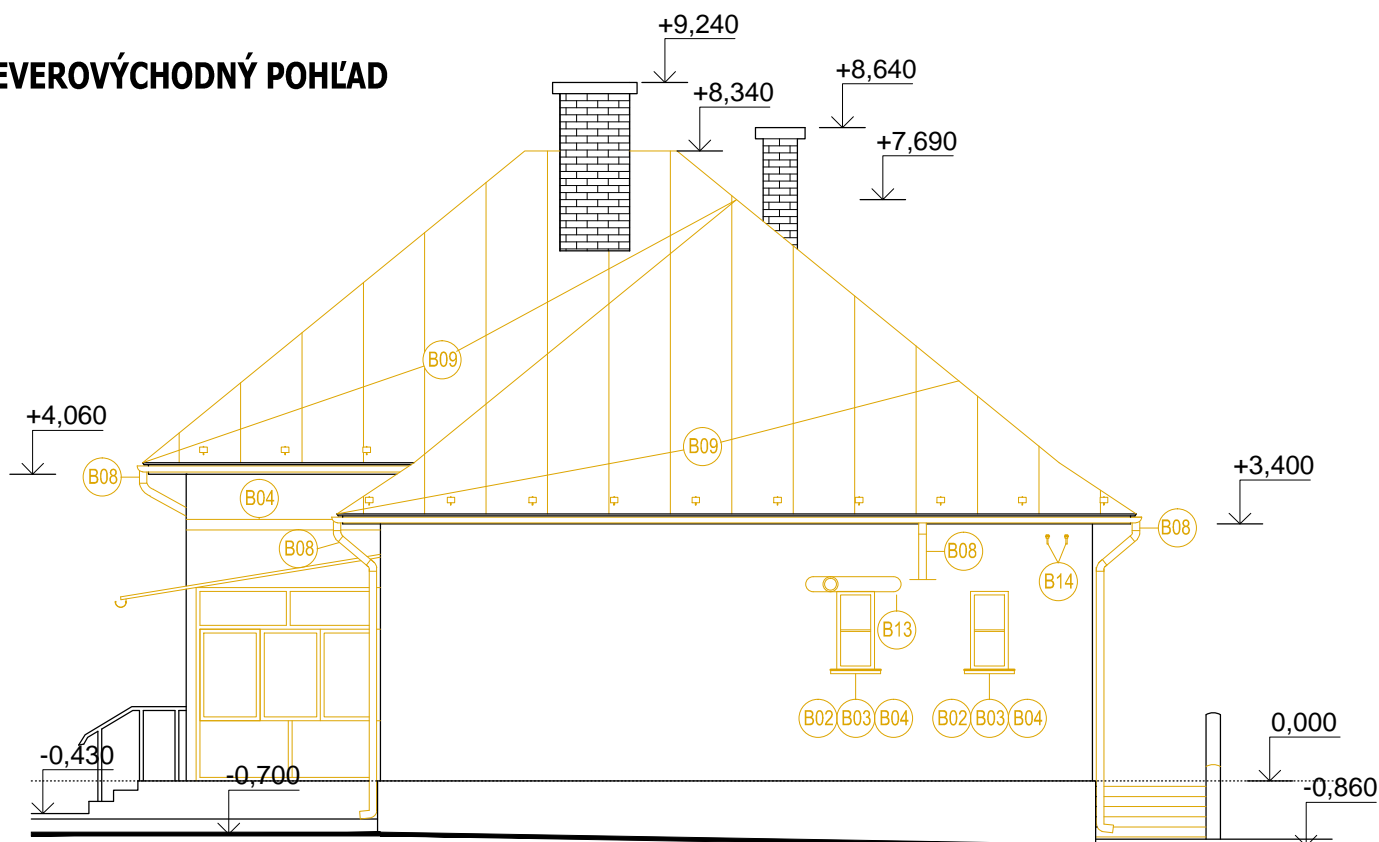 EVEROVÝCHODNÝ POHĽAD
+9,240
+8,640
+8,340
+7,690
B09
+4,060
B09
+3,400
B08
B04
B08
B08
B08
B14
B13
B02 B03 B04
B02 B03 B04
0,000
-0,430
-0,700
-0,860